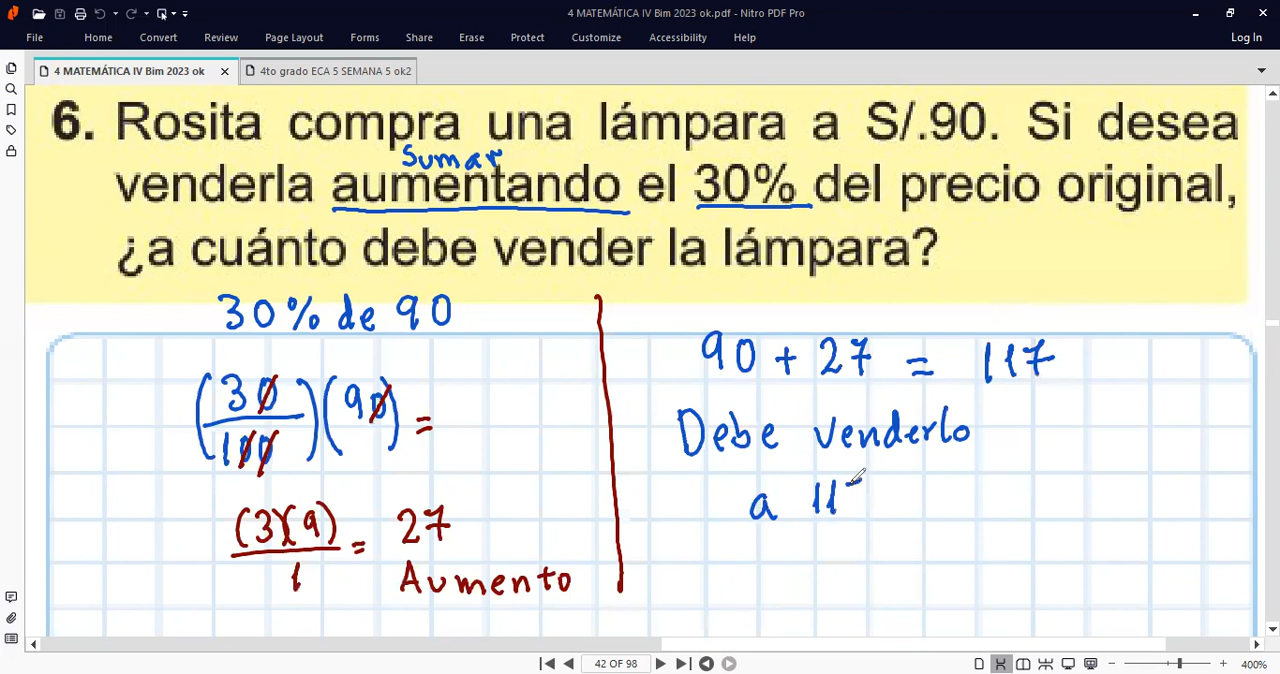 4 MATEMÁTICA IV Bim 2023 ok.pdf - Nitro PDF Pro
File Home Convert Review Page Layout Forms Share Erase Protect Customize Accessibility Help Log In
4 MATEMÁTICA IV Bim 2023 ok
4to grado ECA 5 SEMANA 5 ok2
6. Rosita compra una lámpara a S/.90. Si desea
Sumar
venderla aumentando el 30% del precio original,
¿a cuánto debe vender la lámpara?
30% de 90
(30/100)(90) =
(3)(9)/1 = 27
Aumento
90 + 27 = 117
Debe venderlo
a 11
42 OF 98
400%